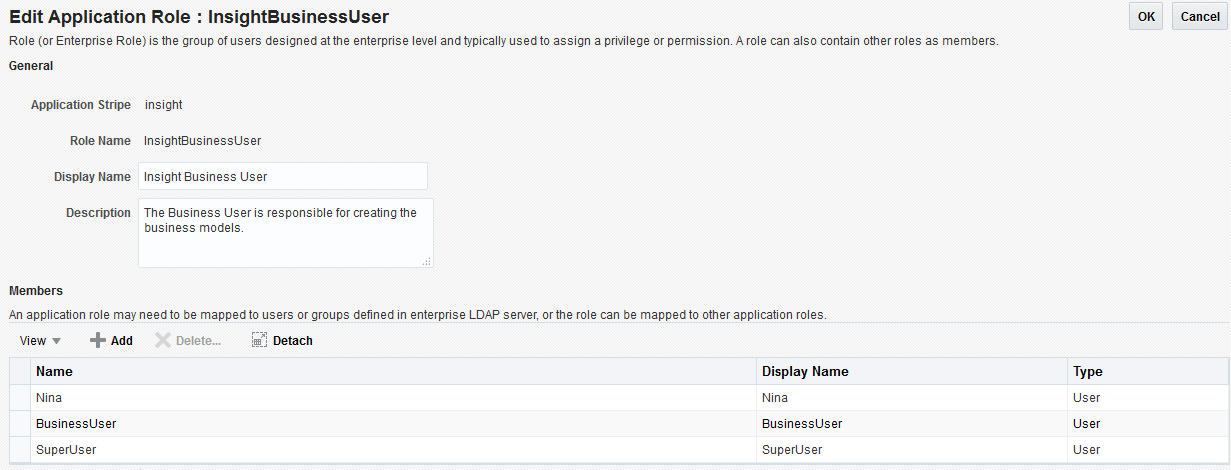 Edit Application Role : InsightBusinessUser
OK
Cancel
Role (or Enterprise Role) is the group of users designed at the enterprise level and typically used to assign a privilege or permission. A role can also contain other roles as members.
General
Application Stripe insight
Role Name InsightBusinessUser
Display Name Insight Business User
Description The Business User is responsible for creating the
business models.
Members
An application role may need to be mapped to users or groups defined in enterprise LDAP server, or the role can be mapped to other application roles.
View Add Delete... Detach
Name Display Name Type
Nina Nina User
BusinessUser BusinessUser User
SuperUser SuperUser User